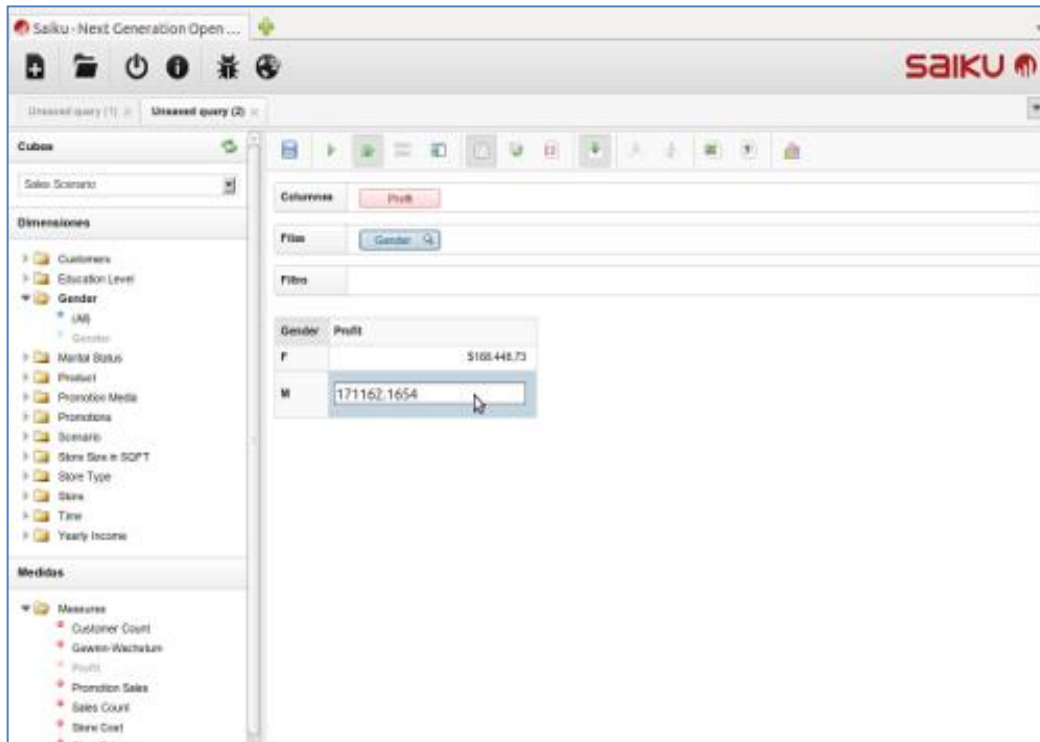 Saiku - Next Generation Open ...
saiku
Unsaved query (1) x
Unsaved query (2) x
Cubos
Sales Scenario
Dimensiones
Customers
Education Level
Gender
(All)
Gender
Marital Status
Product
Promotion Media
Promotions
Scenario
Store Size in SQFT
Store Type
Store
Time
Yearly Income
Medidas
Measures
Customer Count
Gewinn-Wachstum
Profit
Promotion Sales
Sales Count
Store Cost
Columnas Profit
Filas Gender
Filtro
Gender Profit
F $168.448,73
M 171162.1654